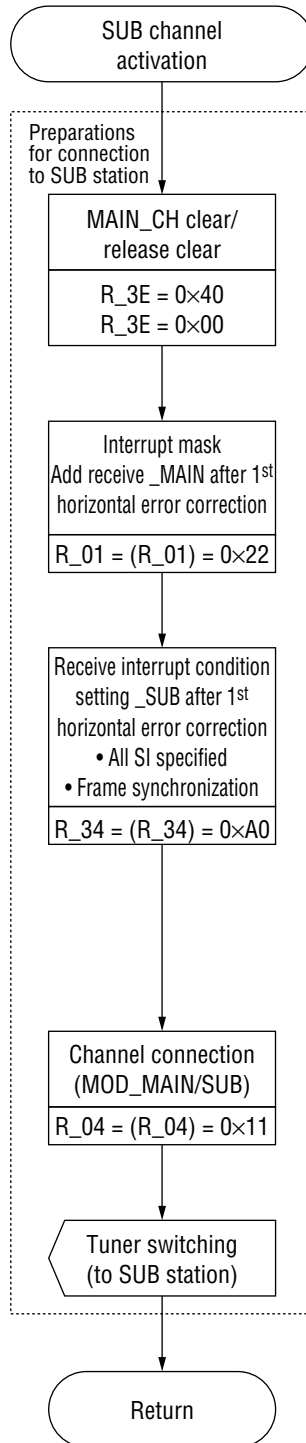 SUB channel
activation
Preparations
for connection
to SUB station
MAIN_CH clear/
release clear
R_3E = 0×40
R_3E = 0×00
Interrupt mask
Add receive _MAIN after 1st
horizontal error correction
R_01 = (R_01) = 0×22
Receive interrupt condition
setting _SUB after 1st
horizontal error correction
• All SI specified
• Frame synchronization
R_34 = (R_34) = 0×A0
Channel connection
(MOD_MAIN/SUB)
R_04 = (R_04) = 0×11
Tuner switching
(to SUB station)
Return